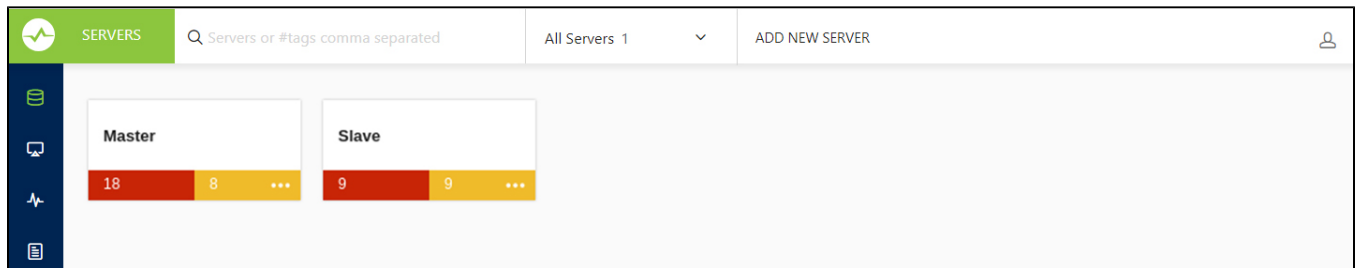 SERVERS Servers or #tags comma separated All Servers 1 ADD NEW SERVER
Master Slave
18 8 ••• 9 9 •••